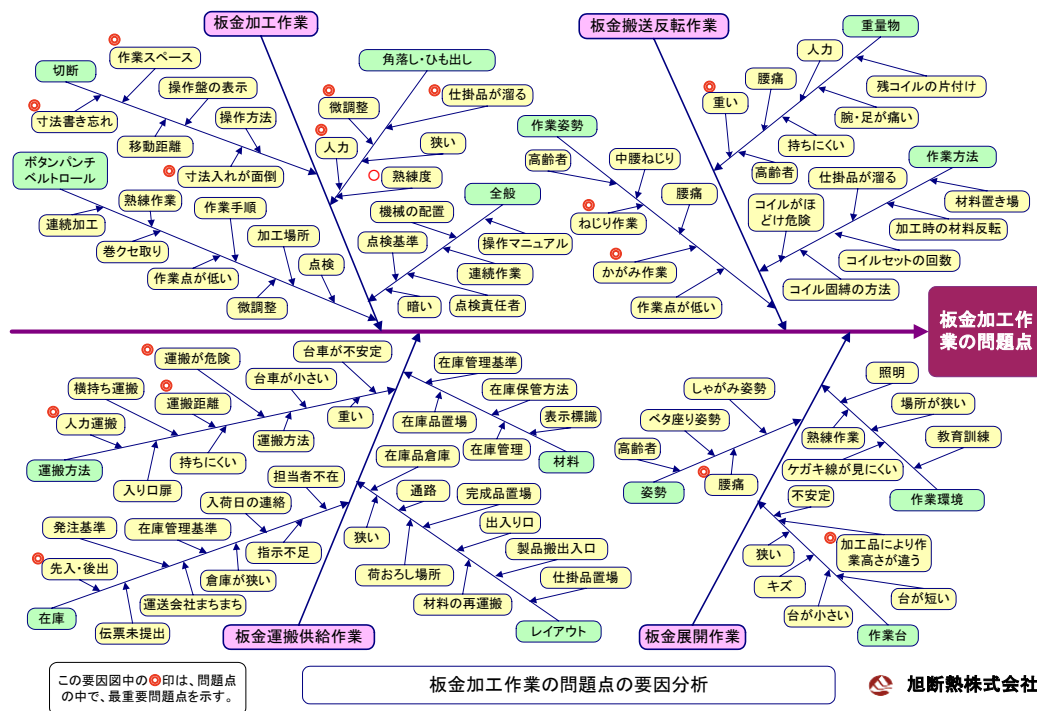 板金加工作業
板金搬送反転作業
重量物
◎
作業スペース
人力
切断
角落し・ひも出し
残コイルの片付け
操作盤の表示
◎
微調整
◎
仕掛品が溜る
腰痛
◎
重い
◎
寸法書き忘れ
操作方法
腕・足が痛い
◎
人力
作業姿勢
移動距離
狭い
持ちにくい
高齢者
中腰ねじり
作業方法
ボタンパンチ
ベルトロール
◎
寸法入れが面倒
○
熟練度
高齢者
仕掛品が溜る
熟練作業
全般
腰痛
コイルがほ
どけ危険
材料置き場
連続加工
作業手順
機械の配置
◎
ねじり作業
加工時の材料反転
巻クセ取り
加工場所
点検基準
操作マニュアル
コイルセットの回数
作業点が低い
点検
連続作業
◎
かがみ作業
コイル固縛の方法
微調整
暗い
点検責任者
作業点が低い
板金加工作
業の問題点
◎
運搬が危険
台車が不安定
在庫管理基準
照明
横持ち運搬
台車が小さい
在庫保管方法
しゃがみ姿勢
場所が狭い
◎
運搬距離
重い
在庫品置場
表示標識
ベタ座り姿勢
◎
人力運搬
運搬方法
在庫管理
熟練作業
教育訓練
運搬方法
持ちにくい
在庫品倉庫
材料
高齢者
ケガキ線が見にくい
入り口扉
担当者不在
姿勢
◎
腰痛
作業環境
入荷日の連絡
通路
完成品置場
不安定
発注基準
在庫管理基準
狭い
出入り口
◎
加工品により作
業高さが違う
指示不足
製品搬出入口
狭い
◎
先入・後出
倉庫が狭い
荷おろし場所
仕掛品置場
キズ
運送会社まちまち
材料の再運搬
台が短い
在庫
台が小さい
伝票未提出
板金運搬供給作業
レイアウト
板金展開作業
作業台
この要因図中の◎印は、問題点
の中で、最重要問題点を示す。
板金加工作業の問題点の要因分析
旭断熱株式会社